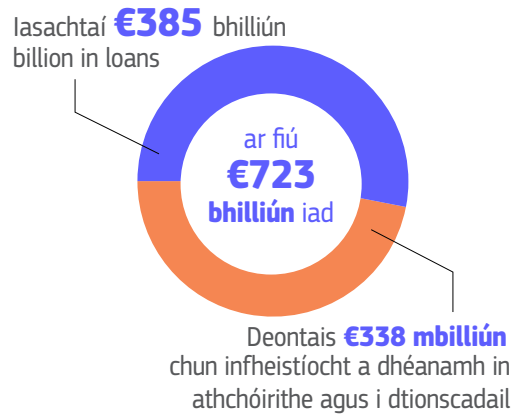 Iasachtaí €385 bhilliún
billion in loans
ar fiú
€723
bhilliún iad
Deontais €338 mbilliún
chun infheistíocht a dhéanamh in
athchóirithe agus i dtionscadail